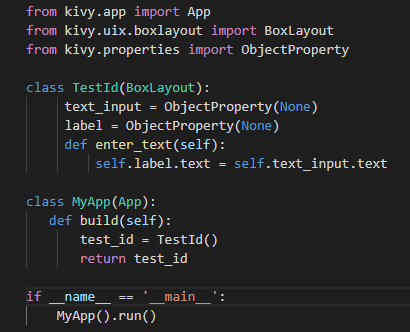 from kivy.app import App
from kivy.uix.boxlayout import BoxLayout
from kivy.properties import ObjectProperty

class TestId(BoxLayout):
    text_input = ObjectProperty(None)
    label = ObjectProperty(None)
    def enter_text(self):
        self.label.text = self.text_input.text

class MyApp(App):
   def build(self):
       test_id = TestId()
       return test_id

if __name__ == '__main__':
    MyApp().run()